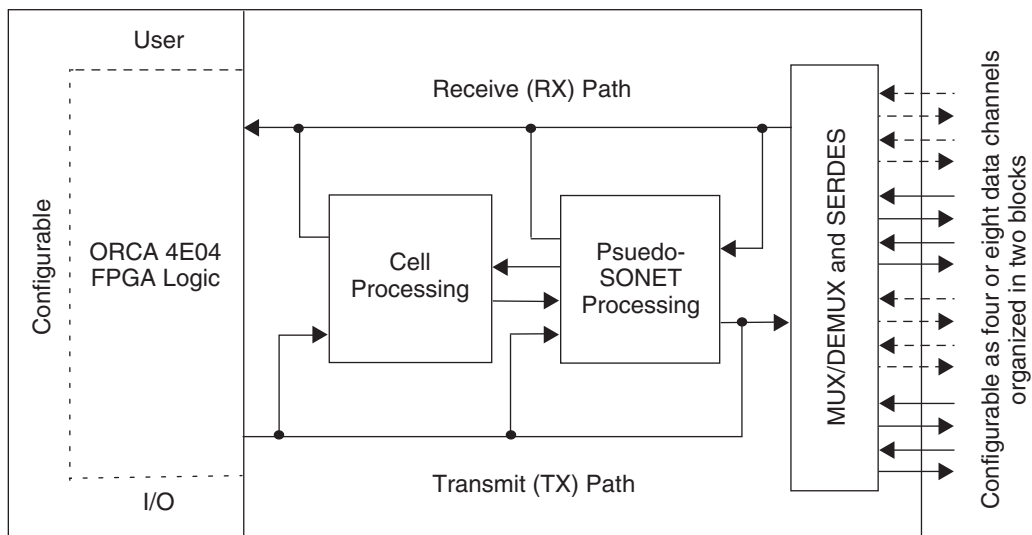 User
Configurable
ORCA 4E04
FPGA Logic
I/O
Receive (RX) Path
Cell
Processing
Psuedo-
SONET
Processing
Transmit (TX) Path
MUX/DEMUX and SERDES
Configurable as four or eight data channels
organized in two blocks